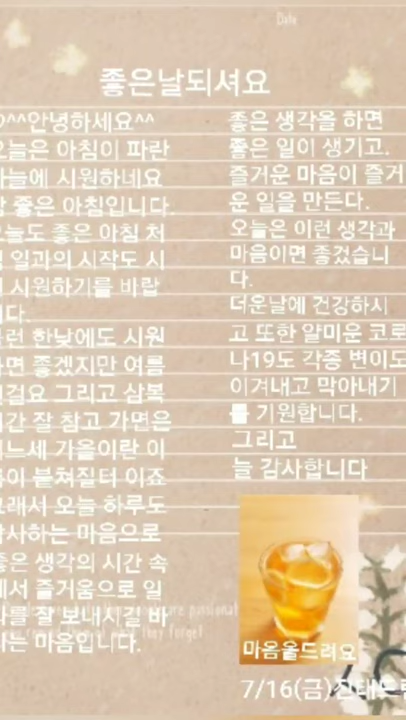 Date
좋은날되셔요
^^안녕하세요^^
오늘은 아침이 파란
하늘에 시원하네요
좋은 아침입니다.
오늘도 좋은 아침 처
일과의 시작도 시
시원하기를 바랍
니다.
한낮에도 시원
하면 좋겠지만 여름
인걸요 그리고 삼복
시간 잘 참고 가면은
어느세 가을이란 이
름이 붙쳐질터 이죠
그래서 오늘 하루도
감사하는 마음으로
좋은 생각의 시간 속
에서 즐거움으로 일
과를 잘 보내시길 바
라는 마음입니다.
좋은 생각을 하면
좋은 일이 생기고.
즐거운 마음이 즐거
운 일을 만든다.
오늘은 이런 생각과
마음이면 좋겠습니
다.
더운날에 건강하시
고 또한 얄미운 코로
나19도 각종 변이도
이겨내고 막아내기
를 기원합니다.
그리고
늘 감사합니다
마음을드려요
7/16(금)진태드림